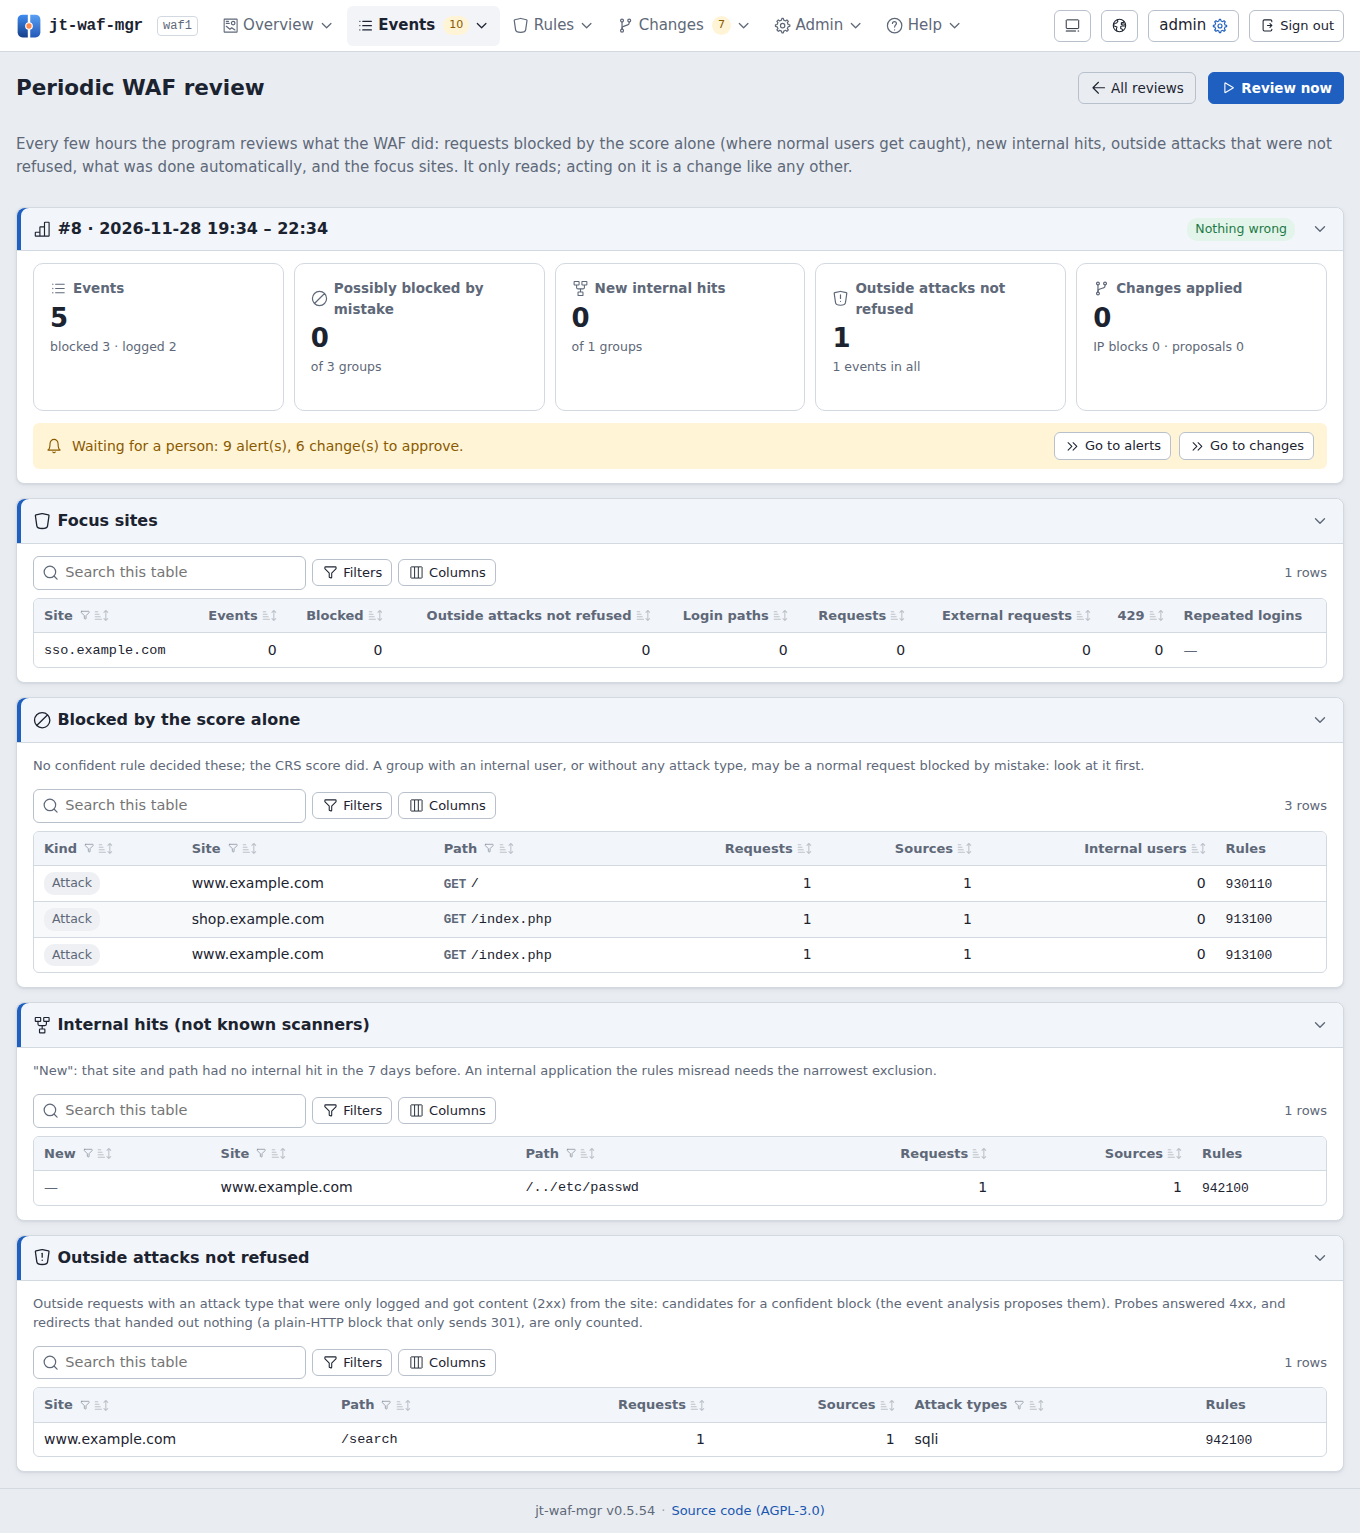 jt-waf-mgr waf1 Overview Events 10 Rules Changes 7 Admin Help admin Sign out
Periodic WAF review
All reviews Review now
Every few hours the program reviews what the WAF did: requests blocked by the score alone (where normal users get caught), new internal hits, outside attacks that were not
refused, what was done automatically, and the focus sites. It only reads; acting on it is a change like any other.
#8 · 2026-11-28 19:34 – 22:34 Nothing wrong
Events
5
blocked 3 · logged 2
Possibly blocked by
mistake
0
of 3 groups
New internal hits
0
of 1 groups
Outside attacks not
refused
1
1 events in all
Changes applied
0
IP blocks 0 · proposals 0
Waiting for a person: 9 alert(s), 6 change(s) to approve. Go to alerts Go to changes
Focus sites
Search this table Filters Columns 1 rows
Site Events Blocked Outside attacks not refused Login paths Requests External requests 429 Repeated logins
sso.example.com 0 0 0 0 0 0 0 —
Blocked by the score alone
No confident rule decided these; the CRS score did. A group with an internal user, or without any attack type, may be a normal request blocked by mistake: look at it first.
Search this table Filters Columns 3 rows
Kind Site Path Requests Sources Internal users Rules
Attack www.example.com GET / 1 1 0 930110
Attack shop.example.com GET /index.php 1 1 0 913100
Attack www.example.com GET /index.php 1 1 0 913100
Internal hits (not known scanners)
"New": that site and path had no internal hit in the 7 days before. An internal application the rules misread needs the narrowest exclusion.
Search this table Filters Columns 1 rows
New Site Path Requests Sources Rules
— www.example.com /../etc/passwd 1 1 942100
Outside attacks not refused
Outside requests with an attack type that were only logged and got content (2xx) from the site: candidates for a confident block (the event analysis proposes them). Probes answered 4xx, and
redirects that handed out nothing (a plain-HTTP block that only sends 301), are only counted.
Search this table Filters Columns 1 rows
Site Path Requests Sources Attack types Rules
www.example.com /search 1 1 sqli 942100
jt-waf-mgr v0.5.54 · Source code (AGPL-3.0)